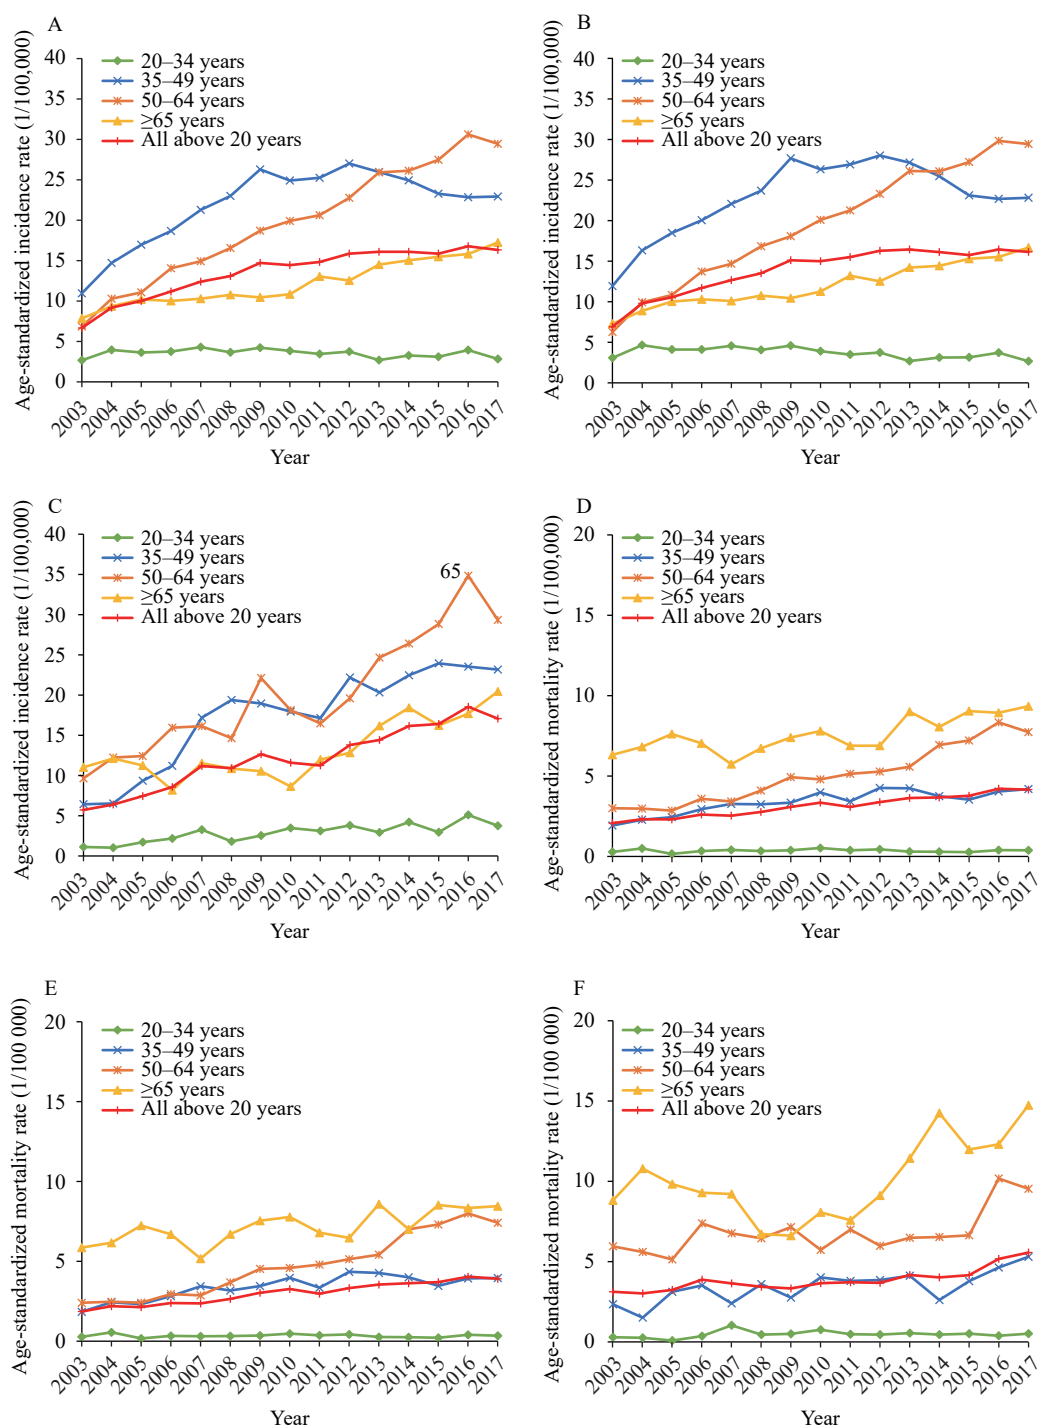 A
Age-standardized incidence rate (1/100,000)
40
35
30
25
20
15
10
5
0
20–34 years
35–49 years
50–64 years
≥65 years
All above 20 years
2003 2004 2005 2006 2007 2008 2009 2010 2011 2012 2013 2014 2015 2016 2017
Year
B
Age-standardized incidence rate (1/100,000)
40
35
30
25
20
15
10
5
0
20–34 years
35–49 years
50–64 years
≥65 years
All above 20 years
2003 2004 2005 2006 2007 2008 2009 2010 2011 2012 2013 2014 2015 2016 2017
Year
C
Age-standardized incidence rate (1/100,000)
40
35
30
25
20
15
10
5
0
20–34 years
35–49 years
50–64 years
≥65 years
All above 20 years
65
2003 2004 2005 2006 2007 2008 2009 2010 2011 2012 2013 2014 2015 2016 2017
Year
D
Age-standardized mortality rate (1/100,000)
20
15
10
5
0
20–34 years
35–49 years
50–64 years
≥65 years
All above 20 years
2003 2004 2005 2006 2007 2008 2009 2010 2011 2012 2013 2014 2015 2016 2017
Year
E
Age-standardized mortality rate (1/100 000)
20
15
10
5
0
20–34 years
35–49 years
50–64 years
≥65 years
All above 20 years
2003 2004 2005 2006 2007 2008 2009 2010 2011 2012 2013 2014 2015 2016 2017
Year
F
Age-standardized mortality rate (1/100 000)
20
15
10
5
0
20–34 years
35–49 years
50–64 years
≥65 years
All above 20 years
2003 2004 2005 2006 2007 2008 2009 2010 2011 2012 2013 2014 2015 2016 2017
Year